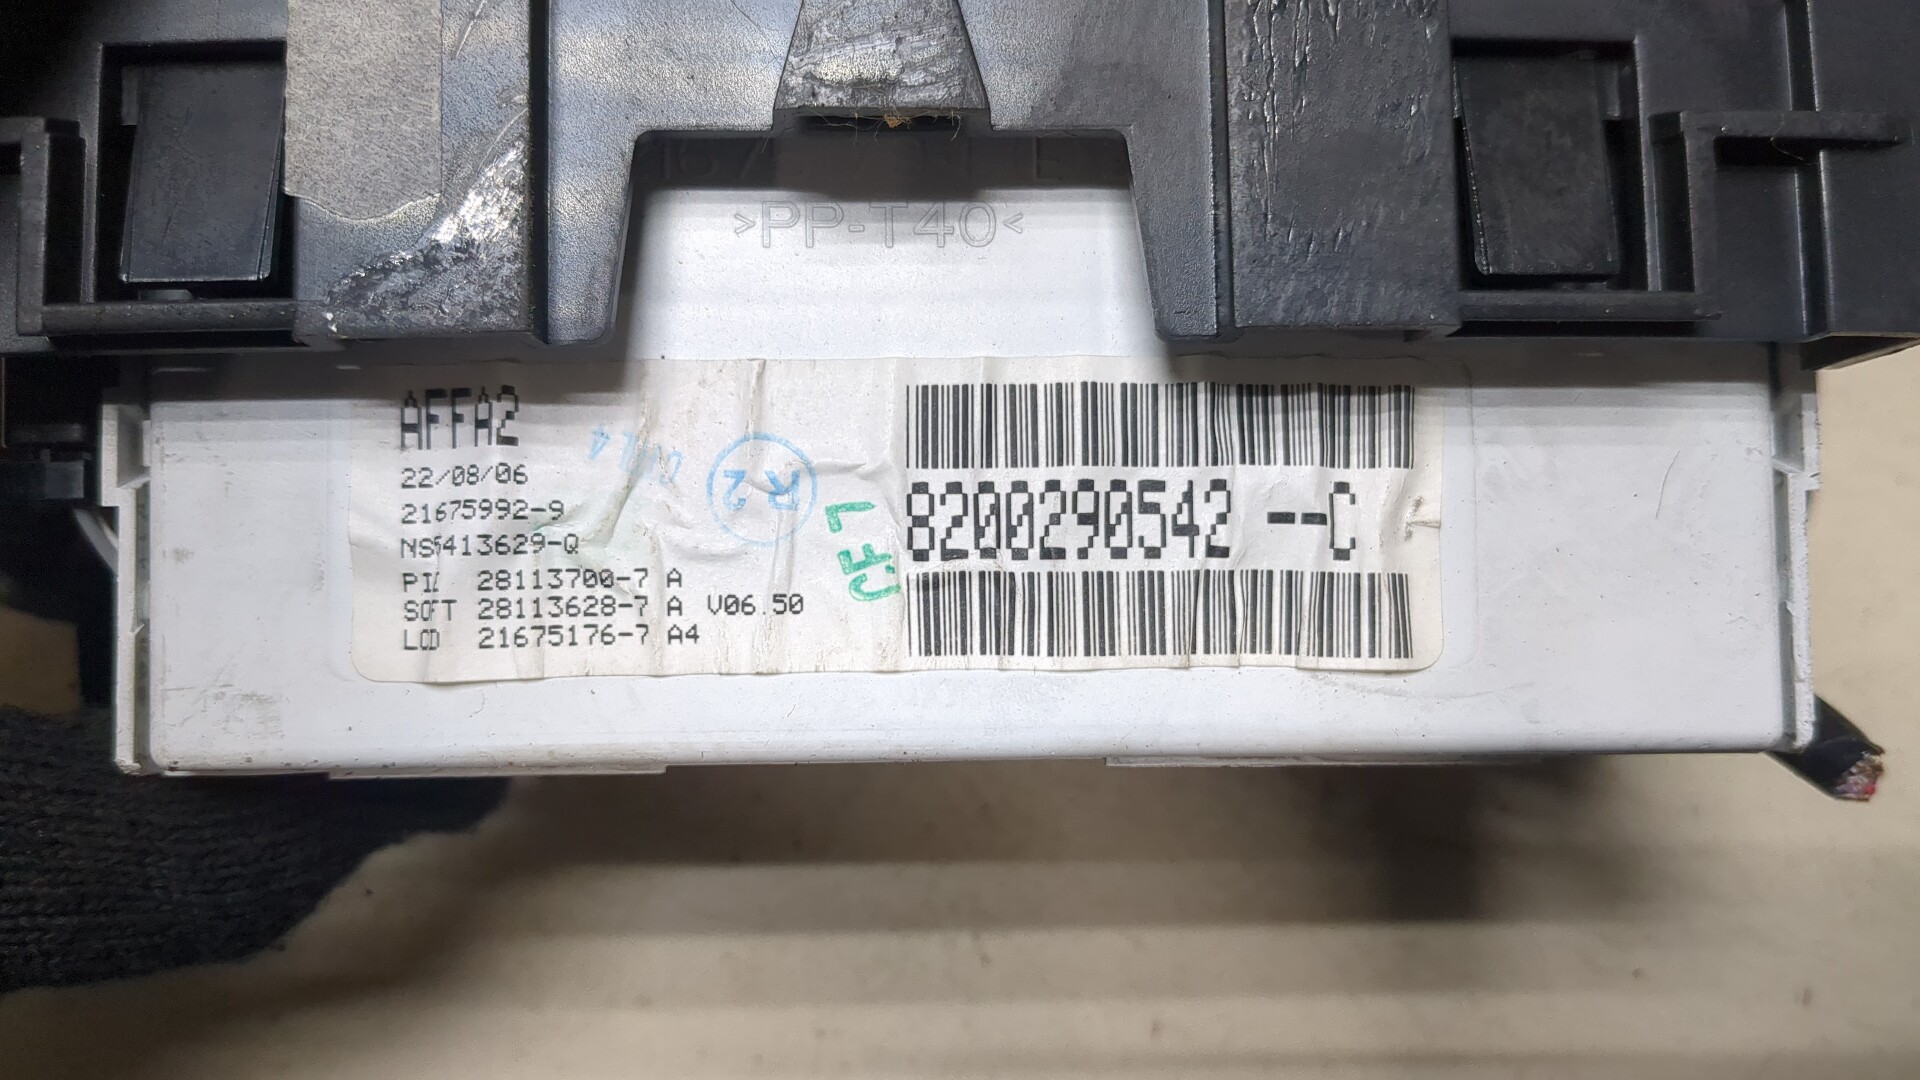 >PP-T40<
AFFA2
22/08/06
21675992-9
413629-Q
28113700-7 A
SOFT 28113628-7 A V06.50
LCD 21675176-7 A4
R2
8200290542 --C